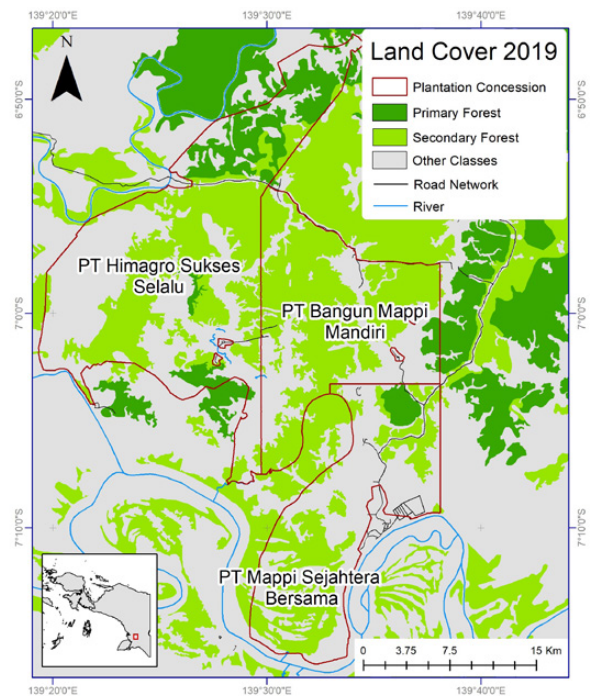 139°20'0"E 139°30'0"E 139°40'0"E
N
Land Cover 2019
Plantation Concession
Primary Forest
Secondary Forest
Other Classes
Road Network
River
6°50'0"S
6°50'0"S
PT Himagro Sukses
Selalu
PT Bangun Mappi
Mandiri
7°0'0"S
7°0'0"S
7°10'0"S
7°10'0"S
PT Mappi Sejahtera
Bersama
0 3.75 7.5 15 Km
139°20'0"E 139°30'0"E 139°40'0"E